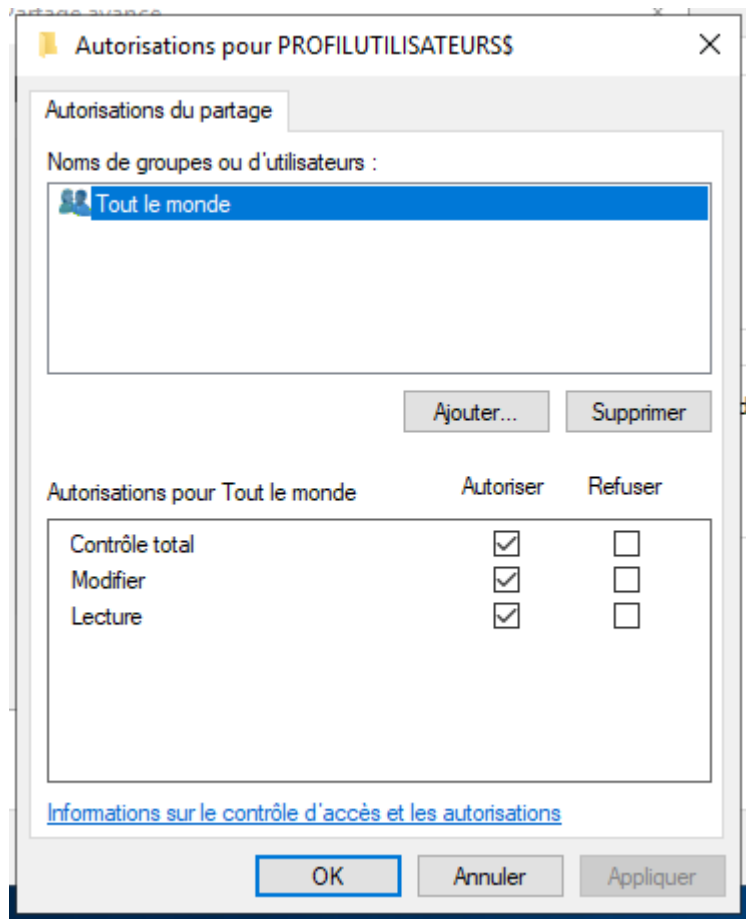 Partage avancé
Autorisations pour PROFILUTILISATEURS$
Autorisations du partage
Noms de groupes ou d'utilisateurs :
Tout le monde
Ajouter...
Supprimer
Autorisations pour Tout le monde
Autoriser
Refuser
Contrôle total
Modifier
Lecture
Informations sur le contrôle d'accès et les autorisations
OK
Annuler
Appliquer